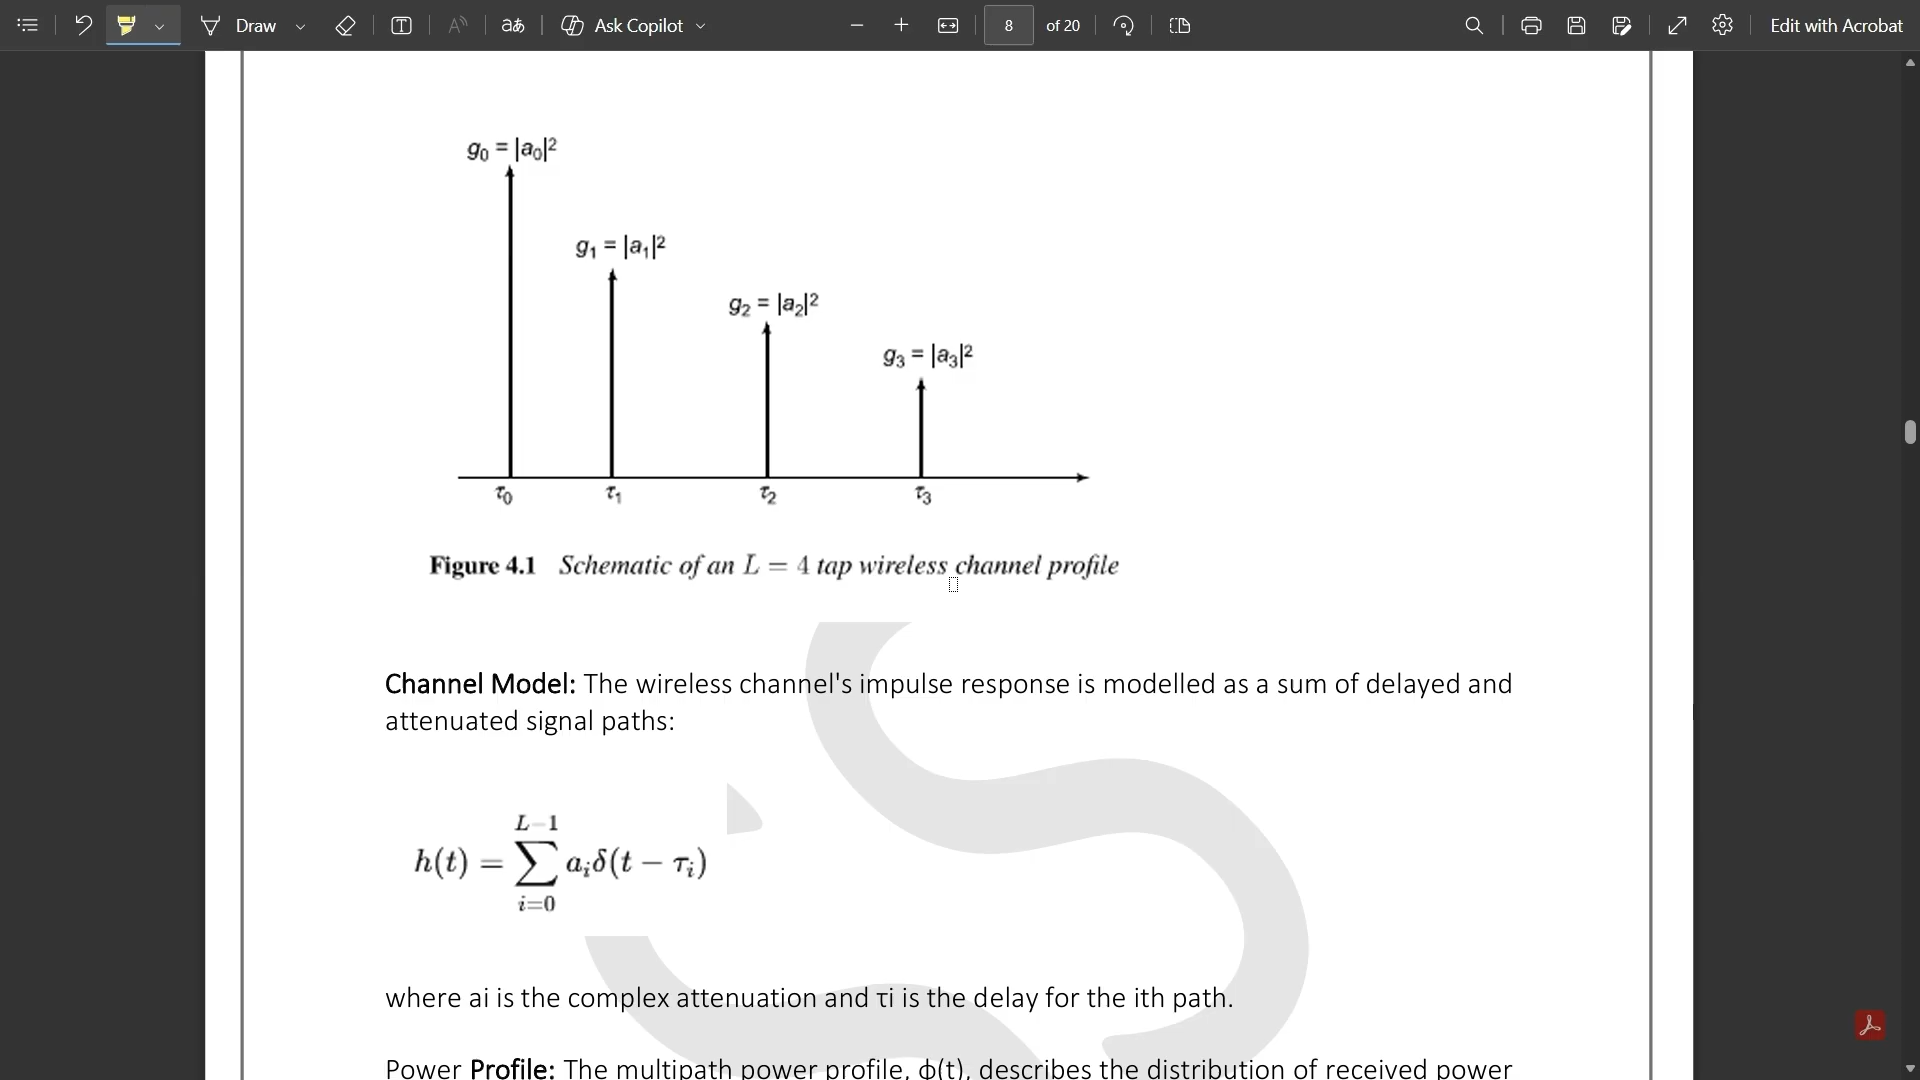 Draw
Ask Copilot
8 of 20
Edit with Acrobat
g₀ = |a₀|²
g₁ = |a₁|²
g₂ = |a₂|²
g₃ = |a₃|²
τ₀ τ₁ τ₂ τ₃
Figure 4.1 Schematic of an L = 4 tap wireless channel profile
Channel Model: The wireless channel's impulse response is modelled as a sum of delayed and
attenuated signal paths:
L−1
h(t) = ∑ aᵢδ(t − τᵢ)
i=0
where ai is the complex attenuation and τi is the delay for the ith path.
Power Profile: The multipath power profile, ϕ(t), describes the distribution of received power